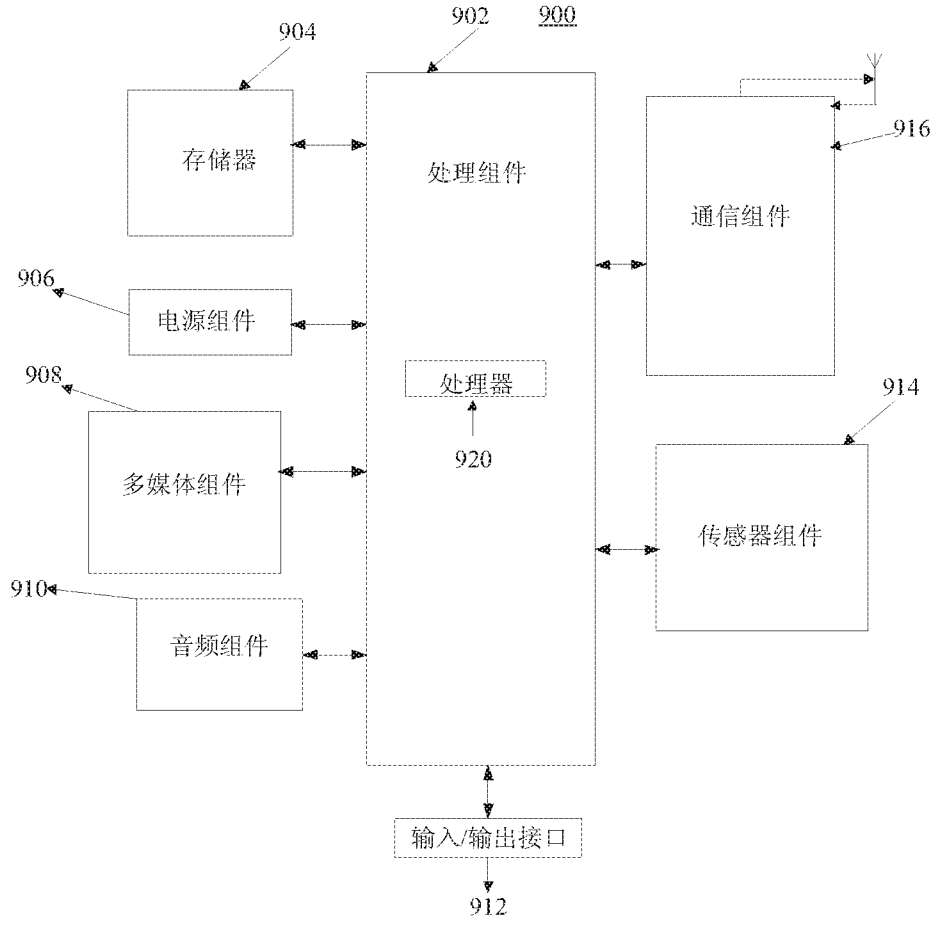 900
902
904
存储器
处理组件
916
通信组件
906
电源组件
908
处理器
920
914
多媒体组件
传感器组件
910
音频组件
输入/输出接口
912